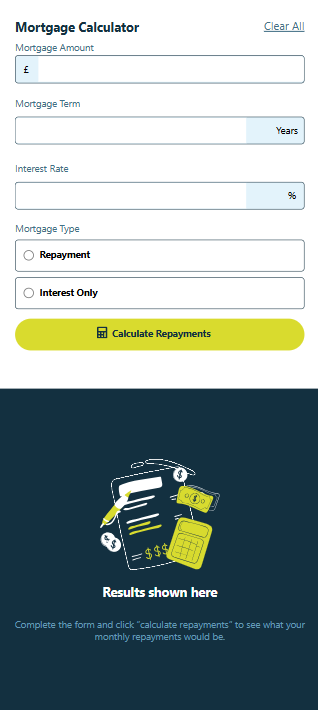 Mortgage Calculator
Clear All
Mortgage Amount
£
Mortgage Term
Years
Interest Rate
%
Mortgage Type
Repayment
Interest Only
Calculate Repayments
$
$
$
$
$ $ $
Results shown here
Complete the form and click “calculate repayments” to see what your
monthly repayments would be.